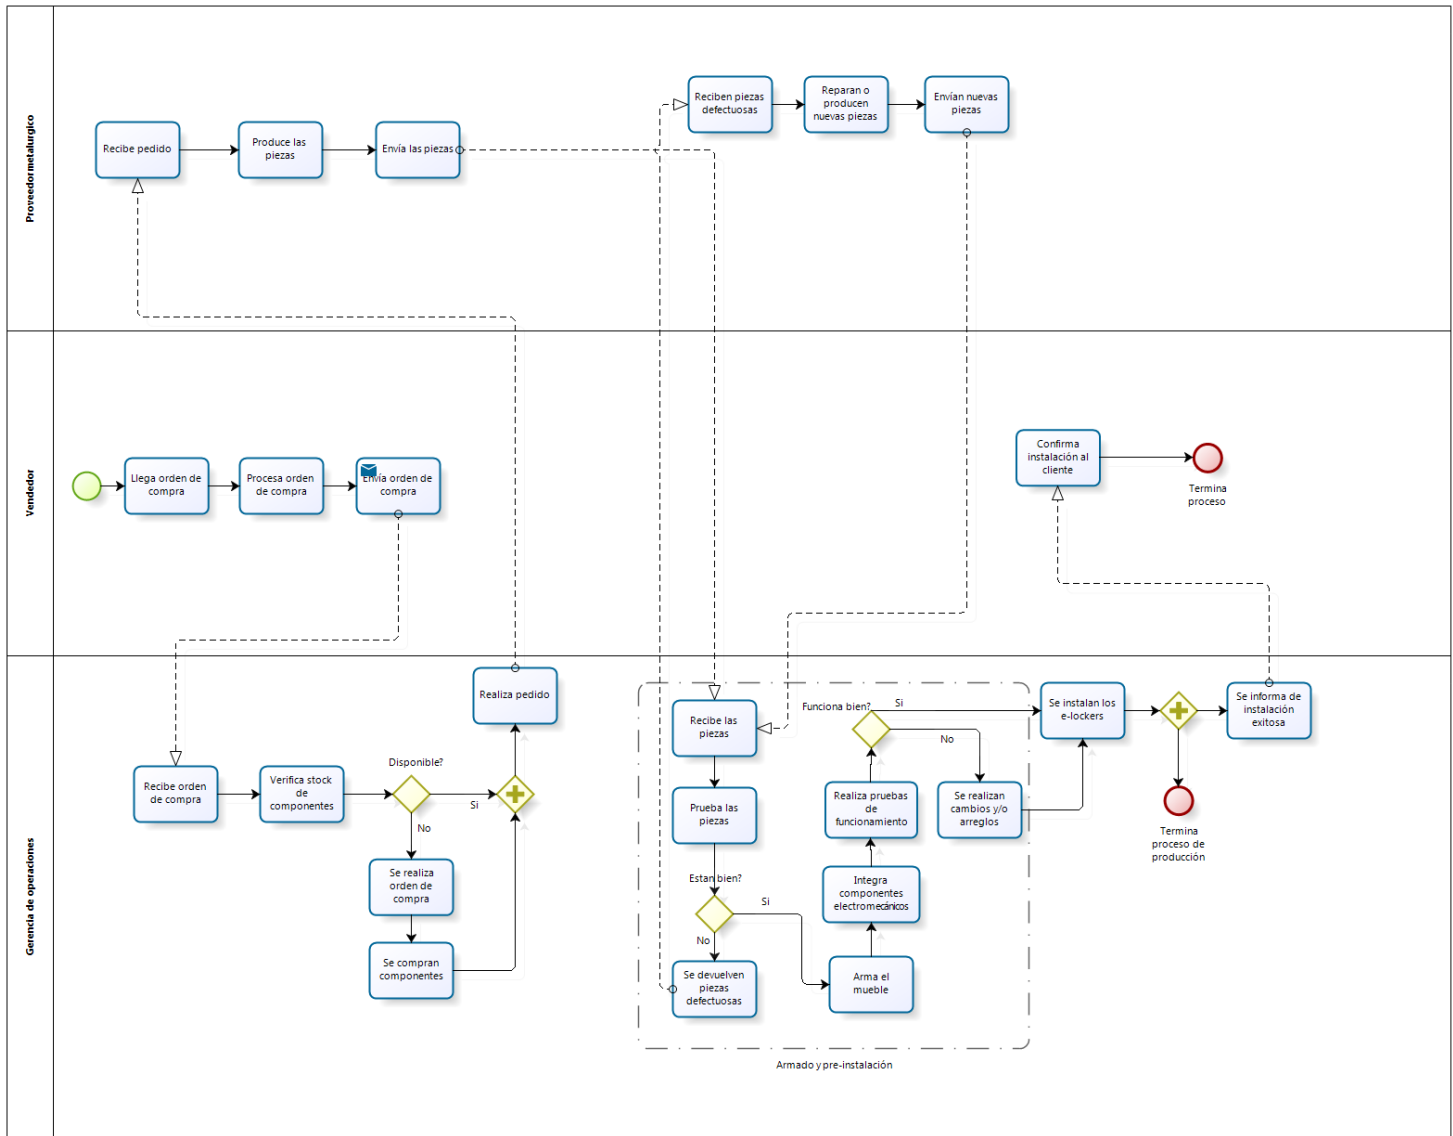 Proveedormetalurgico
Recibe pedido
Produce las
piezas
Envía las piezas
Reciben piezas
defectuosas
Reparan o
producen
nuevas piezas
Envían nuevas
piezas
Vendedor
Llega orden de
compra
Procesa orden
de compra
Envía orden de
compra
Confirma
instalación al
cliente
Termina
proceso
Gerencia de operaciones
Recibe orden
de compra
Verifica stock
de
componentes
Disponible?
Si
No
Se realiza
orden de
compra
Se compran
componentes
Realiza pedido
Recibe las
piezas
Prueba las
piezas
Estan bien?
Si
No
Se devuelven
piezas
defectuosas
Arma el
mueble
Integra
componentes
electromecánicos
Realiza pruebas
de
funcionamiento
Funciona bien?
Si
No
Se realizan
cambios y/o
arreglos
Armado y pre-instalación
Se instalan los
e-lockers
Se informa de
instalación
exitosa
Termina
proceso de
producción